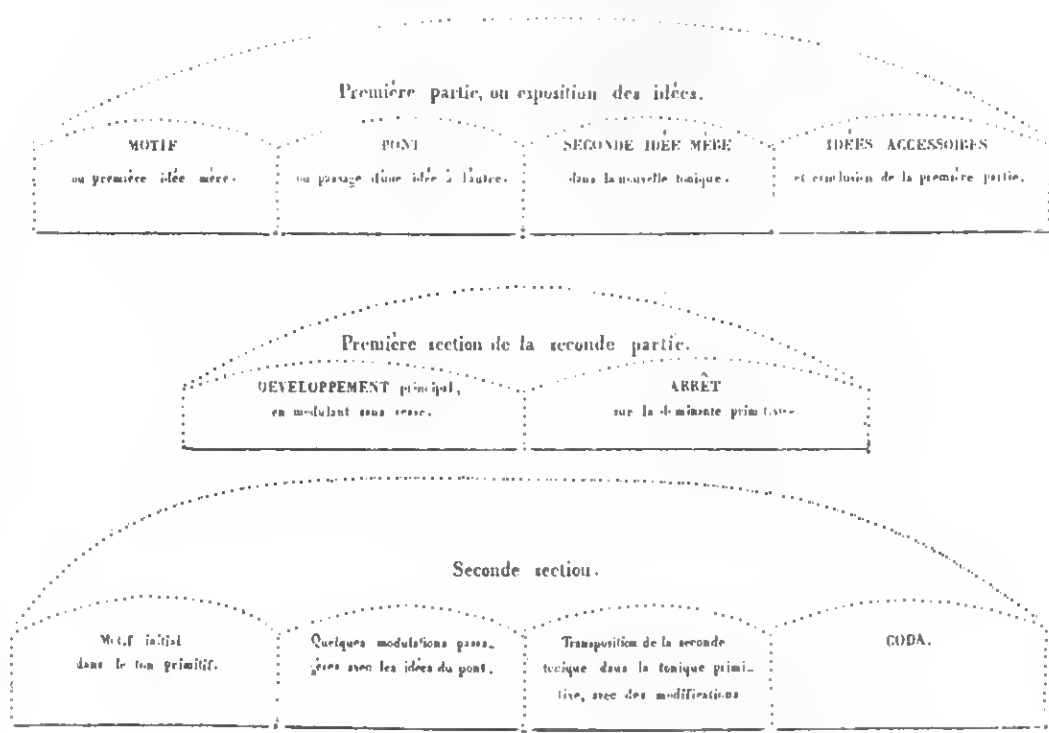 Première partie, ou exposition des idées.
MOTIF
ou première idée mère.
PONT
ou passage d'une idée à l'autre.
SECONDE IDÉE MÈRE
dans la nouvelle tonique.
IDÉES ACCESSOIRES
et conclusion de la première partie.
Première section de la seconde partie.
DÉVELOPPEMENT principal,
en modulant sans cesse.
ARRÊT
sur la dominante primitive.
Seconde section.
Motif initial
dans le ton primitif.
Quelques modulations passa-
gères avec les idées du pont.
Transposition de la seconde
tonique dans la tonique primi-
tive, avec des modifications
CODA.